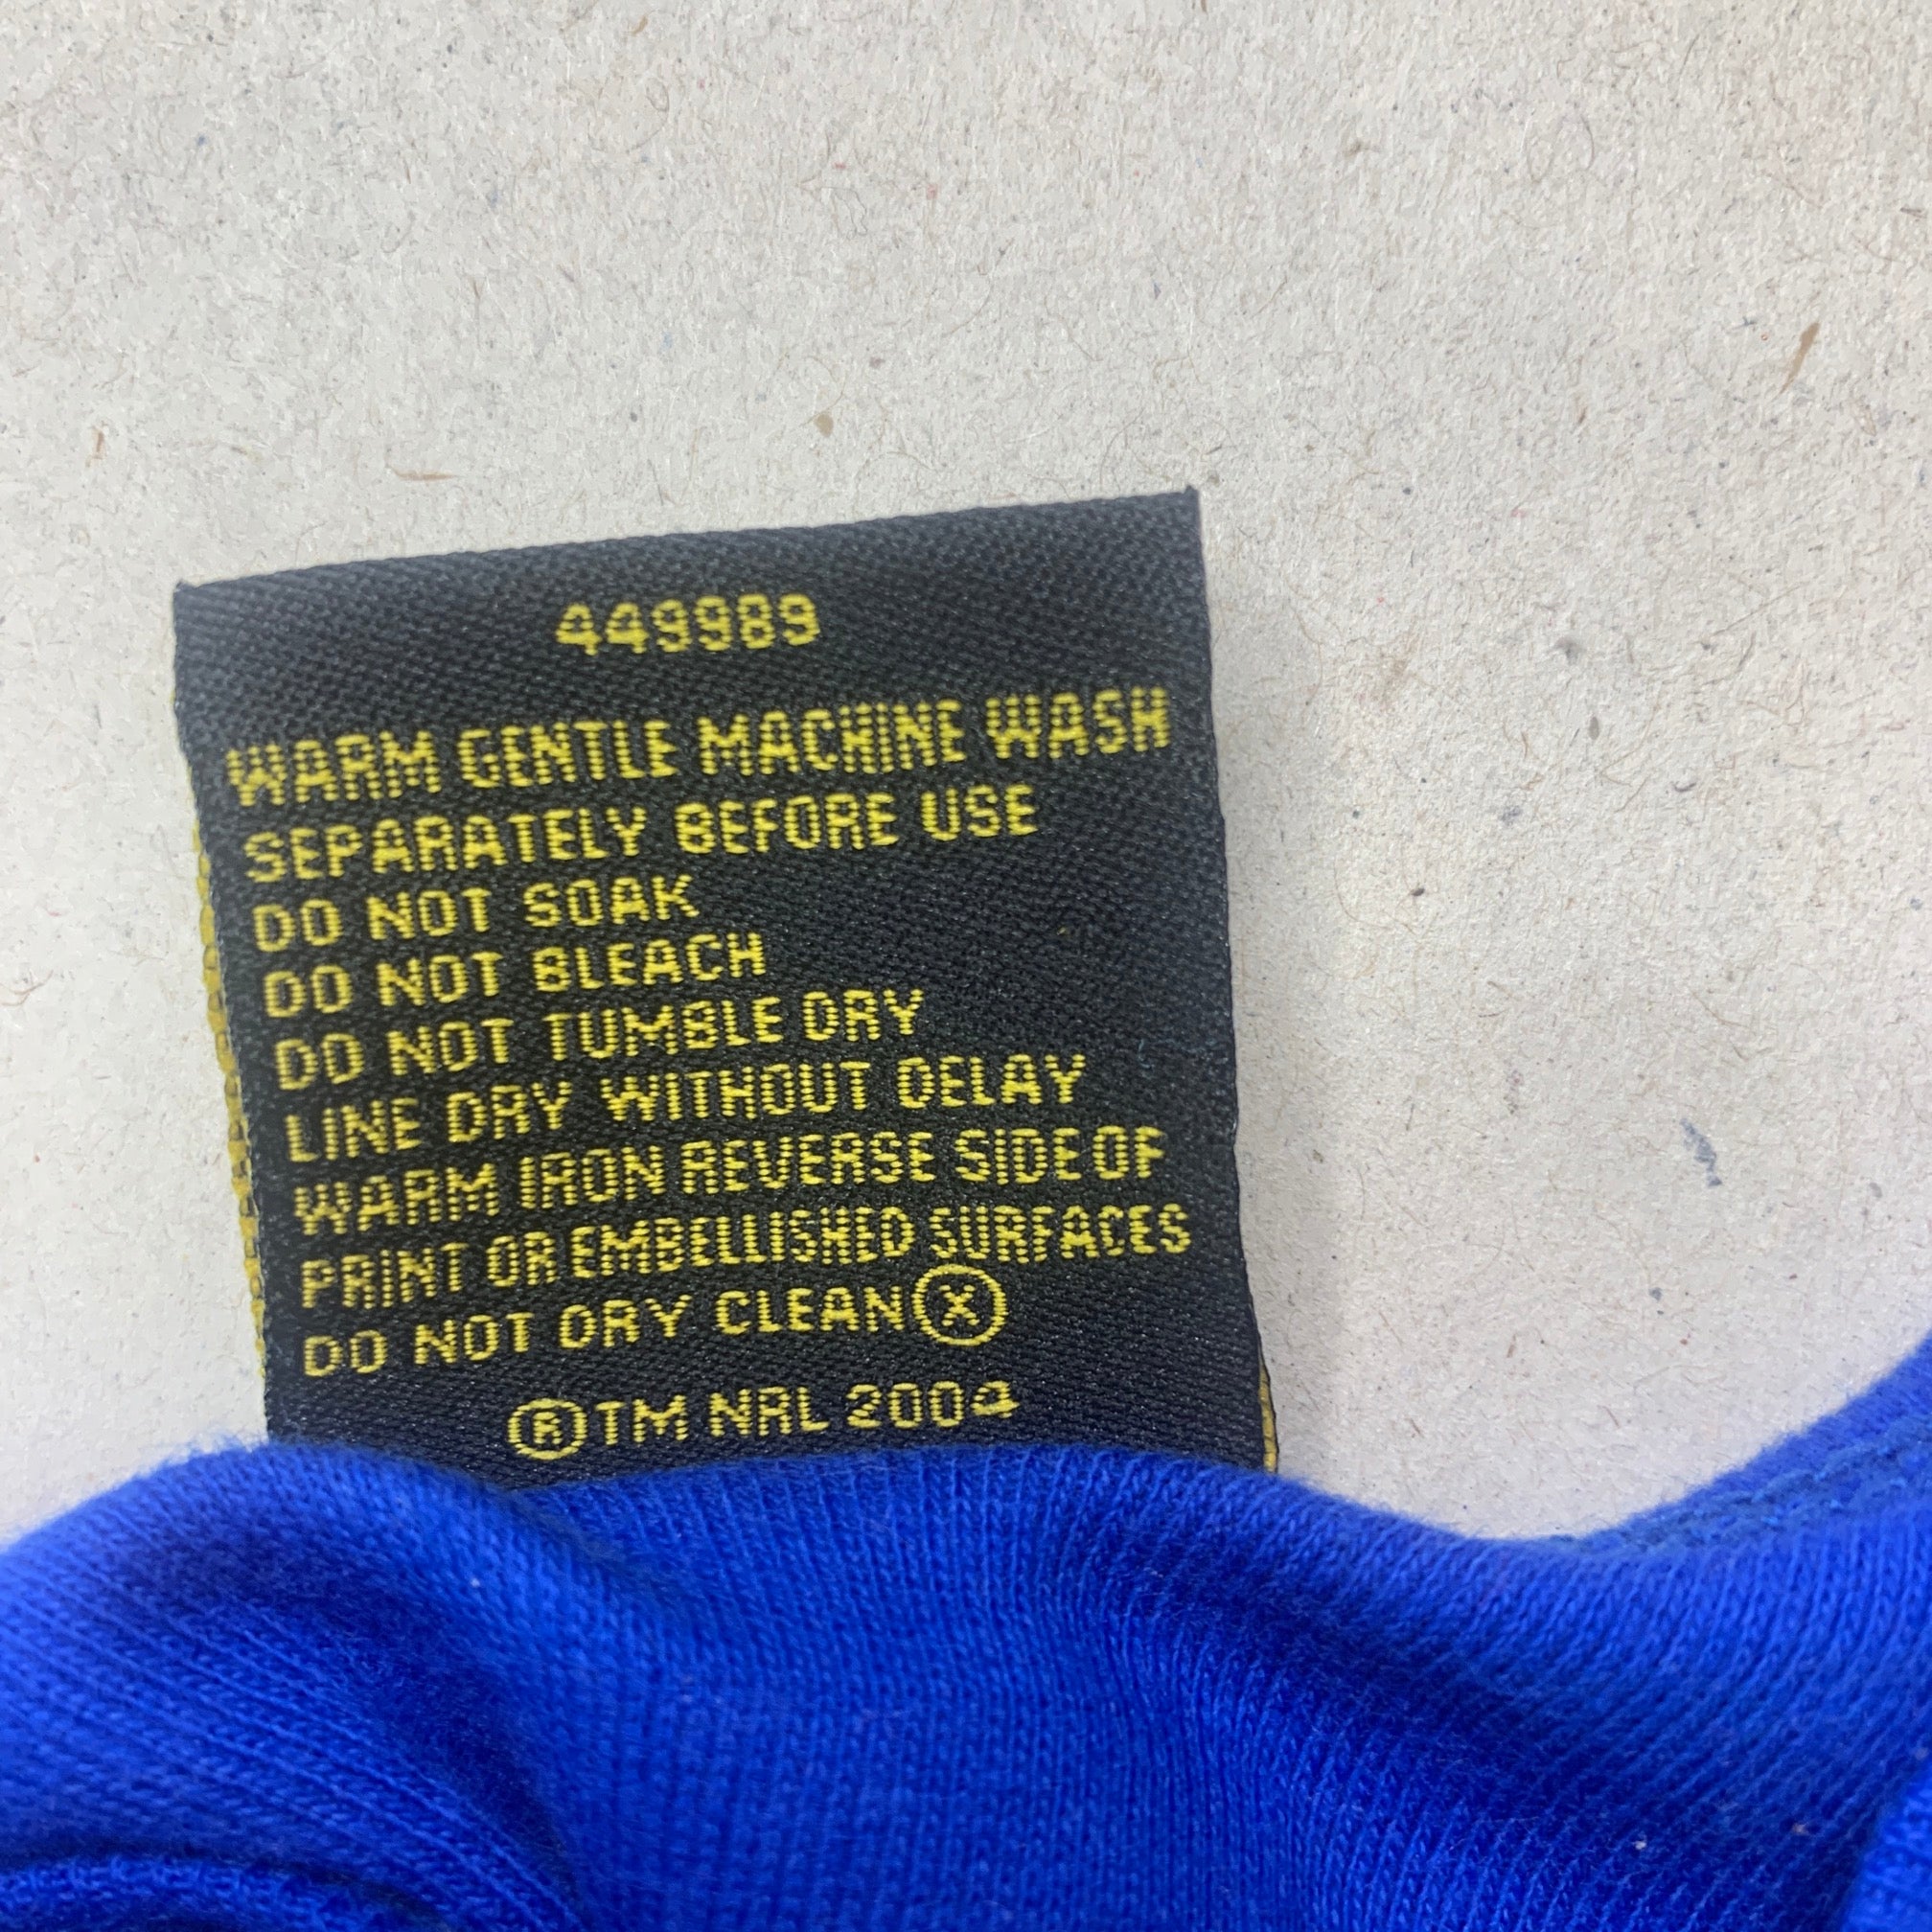 449989
WARM GENTLE MACHINE WASH
SEPARATELY BEFORE USE
DO NOT SOAK
DO NOT BLEACH
DO NOT TUMBLE DRY
LINE DRY WITHOUT DELAY
WARM IRON REVERSE SIDE OF
PRINT OR EMBELLISHED SURFACES
DO NOT DRY CLEAN Ⓧ
®TM NRL 2004